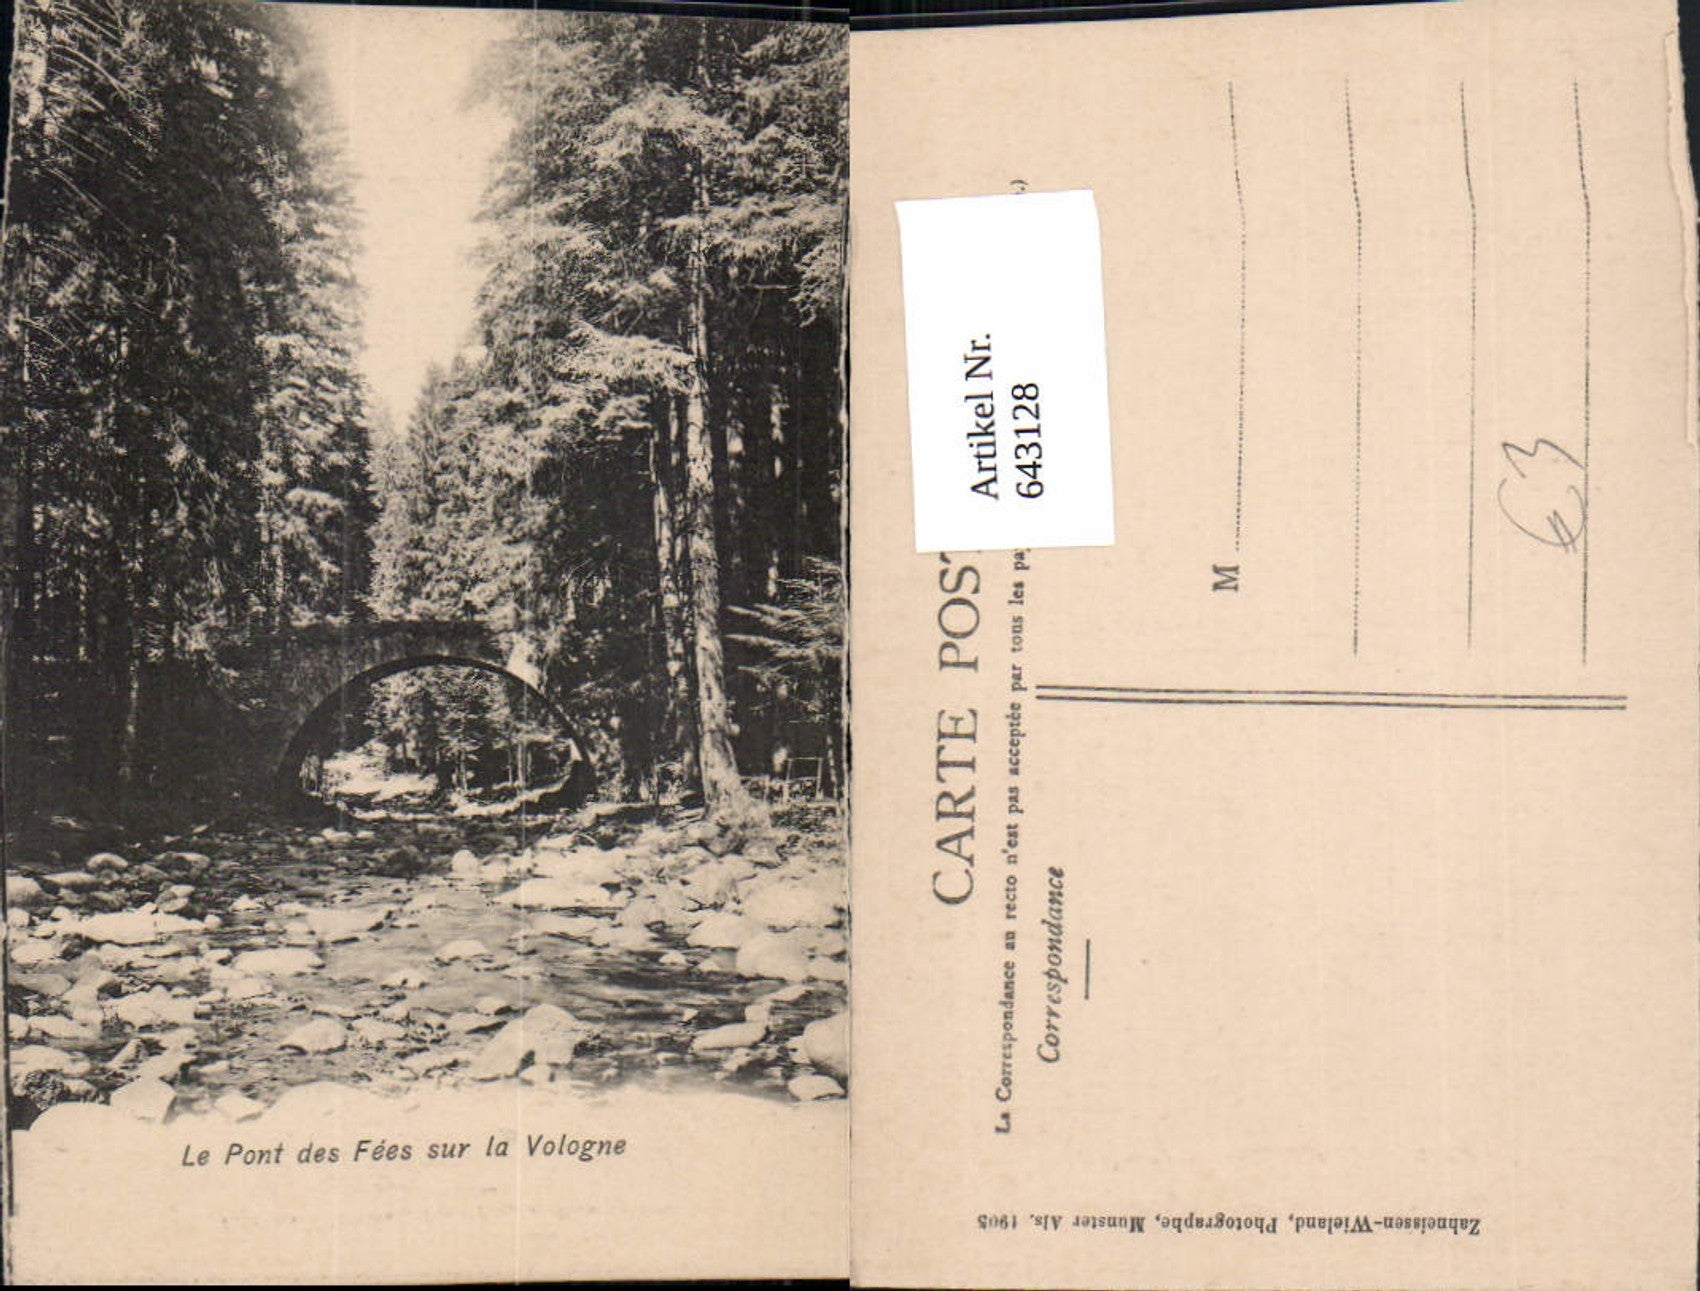 Le Pont des Fées sur la Vologne
Artikel Nr.
643128
CARTE POST
La Correspondance au recto n'est pas acceptée par tous les pa .)
Correspondance
M
€3
Zahneissen-Wieland, Photographe, Munster Als. 1905